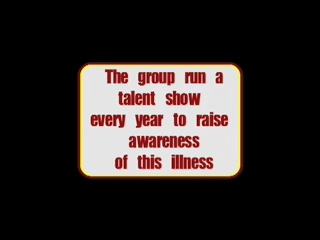 The group run a
talent show
every year to raise
awareness
of this illness